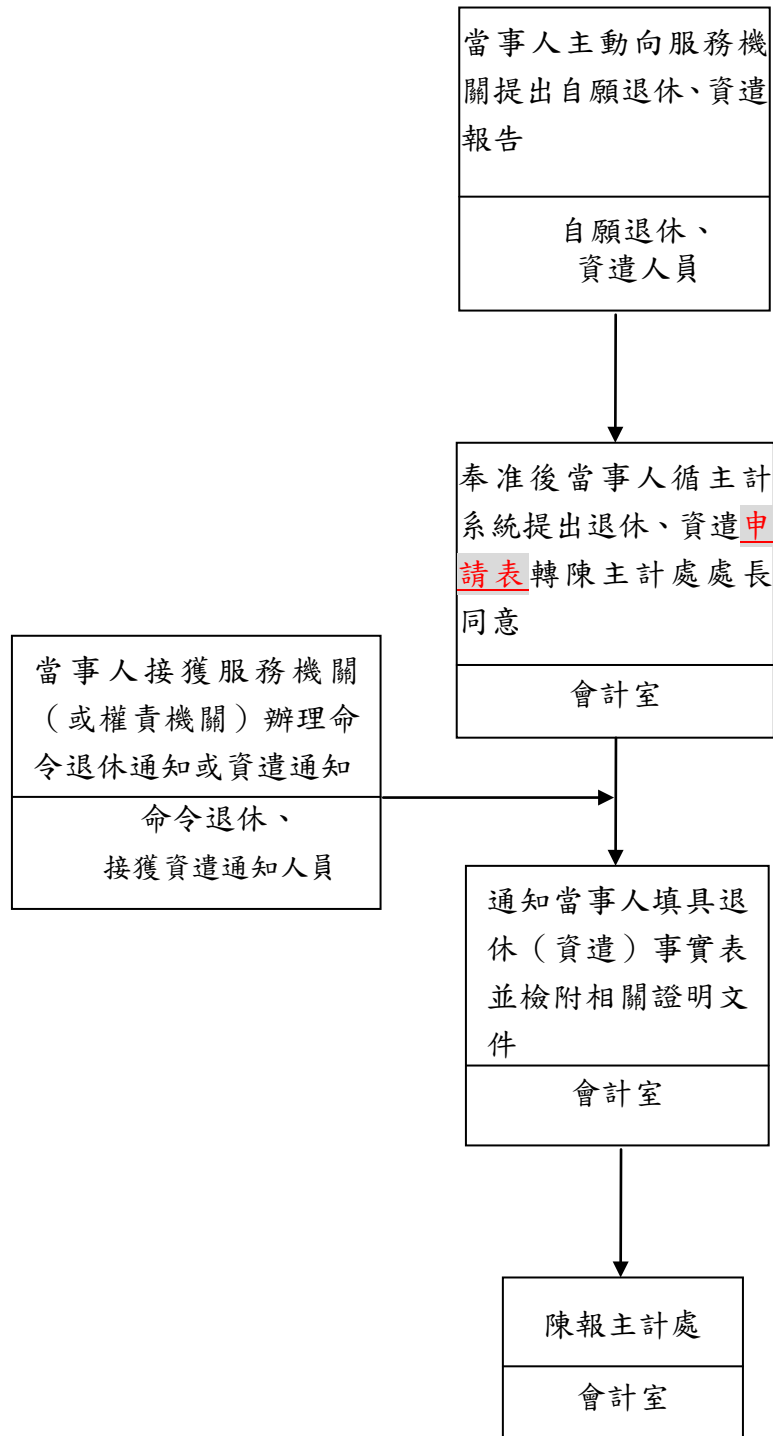 當事人主動向服務機
關提出自願退休、資遣
報告
自願退休、
資遣人員
奉准後當事人循主計
系統提出退休、資遣申
請表轉陳主計處處長
同意
會計室
當事人接獲服務機關
（或權責機關）辦理命
令退休通知或資遣通知
命令退休、
接獲資遣通知人員
通知當事人填具退
休（資遣）事實表
並檢附相關證明文
件
會計室
陳報主計處
會計室